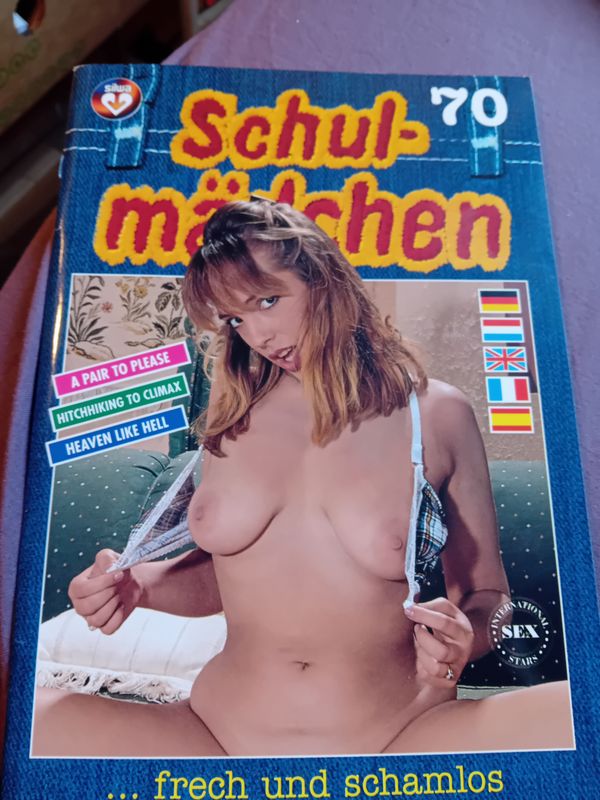 silwa
70
Schul-
mädchen
A PAIR TO PLEASE
HITCHHIKING TO CLIMAX
HEAVEN LIKE HELL
INTERNATIONAL
SEX
STARS
... frech und schamlos